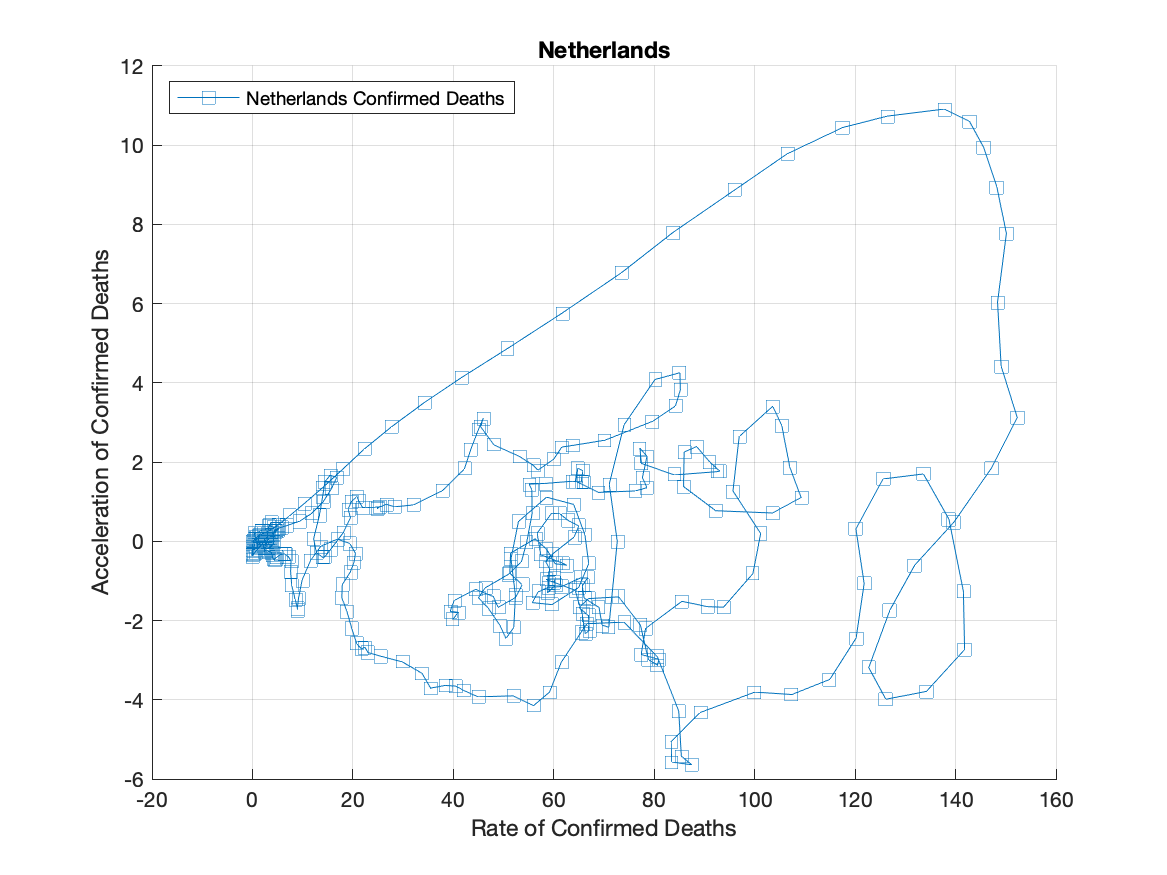 Netherlands
Netherlands Confirmed Deaths
12
10
8
6
4
2
0
-2
-4
-6
Acceleration of Confirmed Deaths
-20 0 20 40 60 80 100 120 140 160
Rate of Confirmed Deaths